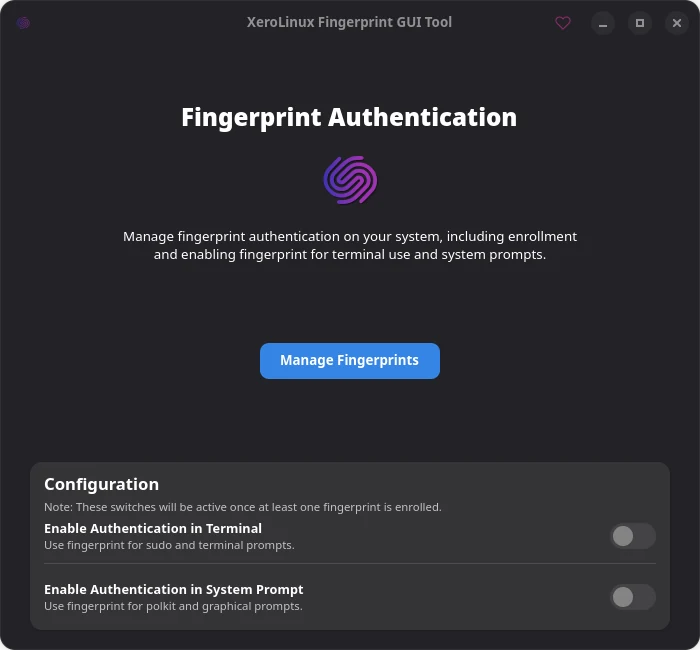 XeroLinux Fingerprint GUI Tool
Fingerprint Authentication
Manage fingerprint authentication on your system, including enrollment
and enabling fingerprint for terminal use and system prompts.
Manage Fingerprints
Configuration
Note: These switches will be active once at least one fingerprint is enrolled.
Enable Authentication in Terminal
Use fingerprint for sudo and terminal prompts.
Enable Authentication in System Prompt
Use fingerprint for polkit and graphical prompts.